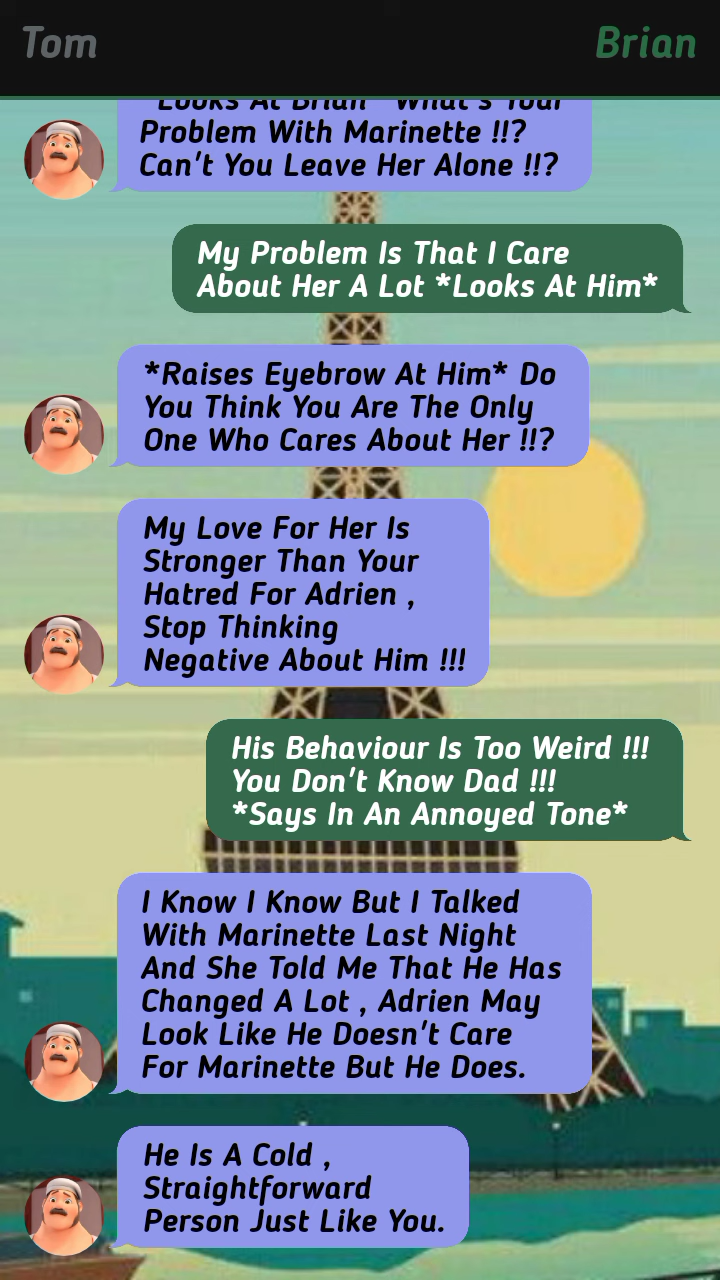 Tom
Brian
*Looks At Brian* What's Your
Problem With Marinette !!?
Can't You Leave Her Alone !!?
My Problem Is That I Care
About Her A Lot *Looks At Him*
*Raises Eyebrow At Him* Do
You Think You Are The Only
One Who Cares About Her !!?
My Love For Her Is
Stronger Than Your
Hatred For Adrien ,
Stop Thinking
Negative About Him !!!
His Behaviour Is Too Weird !!!
You Don't Know Dad !!!
*Says In An Annoyed Tone*
I Know I Know But I Talked
With Marinette Last Night
And She Told Me That He Has
Changed A Lot , Adrien May
Look Like He Doesn't Care
For Marinette But He Does.
He Is A Cold ,
Straightforward
Person Just Like You.